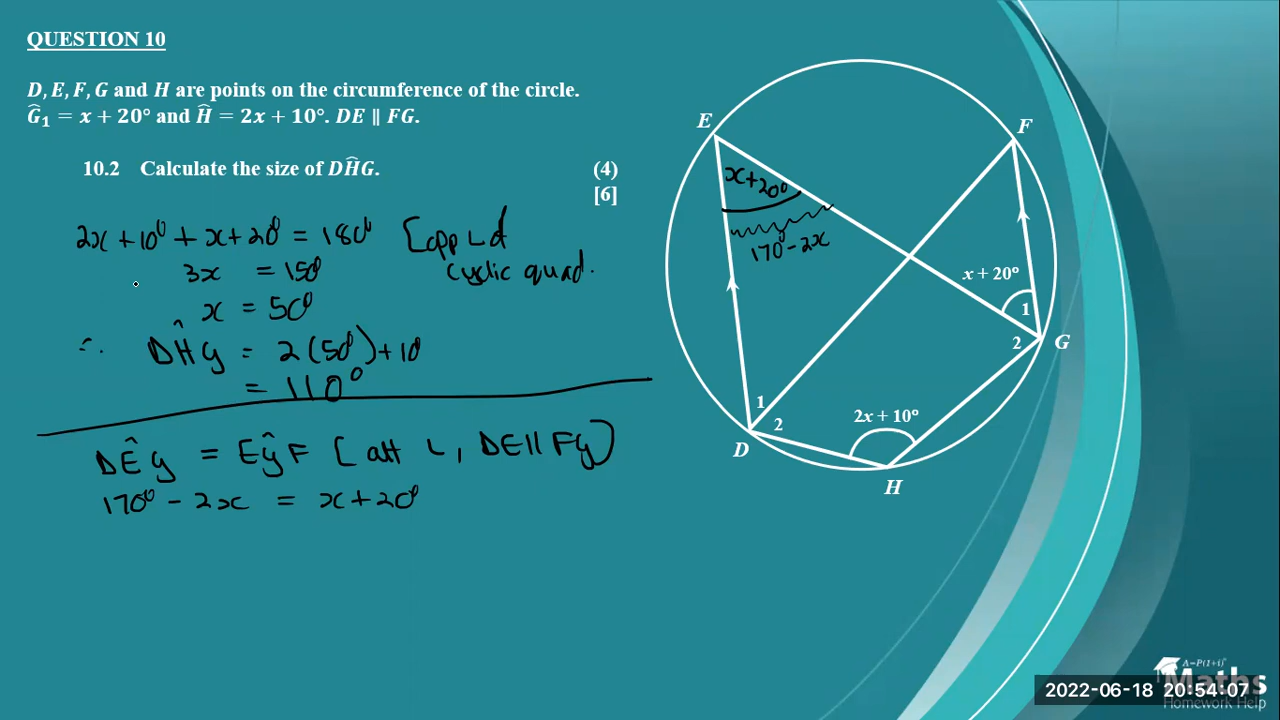 QUESTION 10
D, E, F, G and H are points on the circumference of the circle.
Ĝ₁ = x + 20° and Ĥ = 2x + 10°. DE ∥ FG.
10.2 Calculate the size of DĤG. (4)
[6]
2x + 10° + x + 20° = 180° [opp ∠ of
3x = 150° cyclic quad.
x = 50°
∴ DĤG = 2(50°) + 10
= 110°
DÊG = EĜF [alt ∠, DE∥FG)
170° - 2x = x + 20°
E
F
x+20°
170° - 2x
x + 20°
1
2
G
1
2
2x + 10°
D
H
A=P(1+i)ⁿ
Maths
Homework Help
2022-06-18 20:54:07